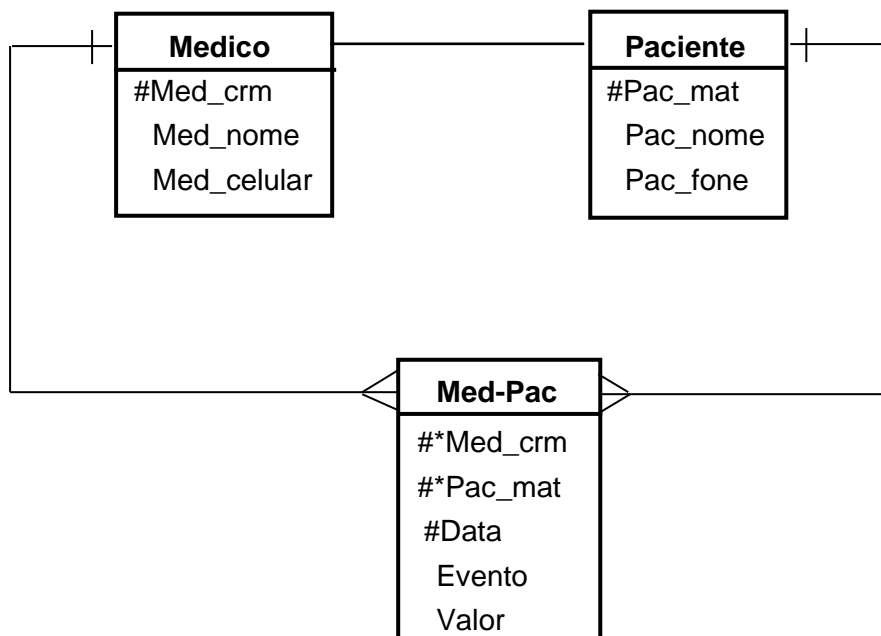 Medico
#Med_crm
Med_nome
Med_celular
Paciente
#Pac_mat
Pac_nome
Pac_fone
Med-Pac
#*Med_crm
#*Pac_mat
#Data
Evento
Valor